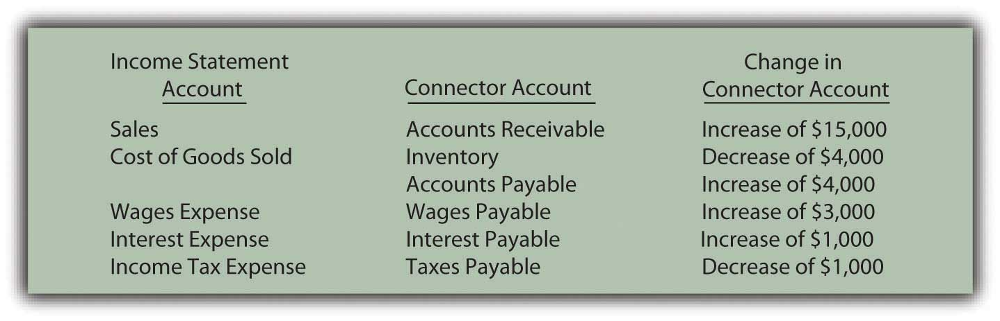 Income Statement Account Connector Account Change in Connector Account
Sales Accounts Receivable Increase of $15,000
Cost of Goods Sold Inventory Decrease of $4,000
Accounts Payable Increase of $4,000
Wages Expense Wages Payable Increase of $3,000
Interest Expense Interest Payable Increase of $1,000
Income Tax Expense Taxes Payable Decrease of $1,000